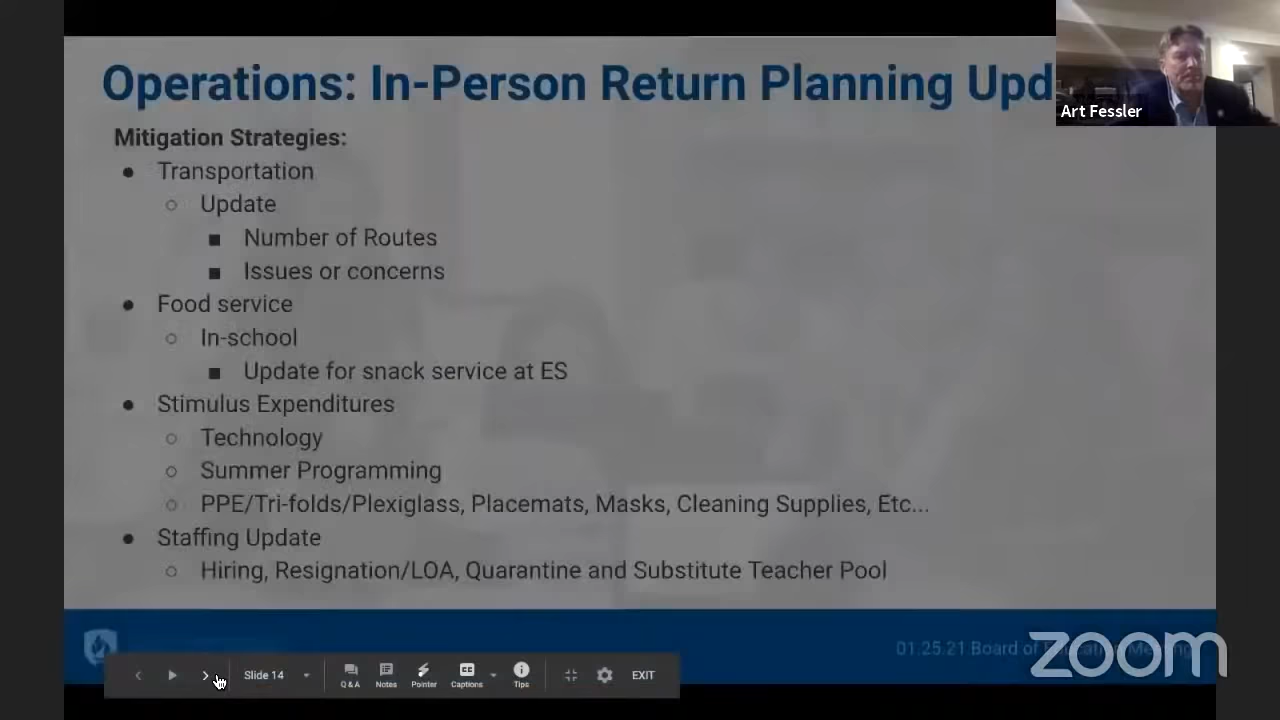 Operations: In-Person Return Planning Upd
Art Fessler
Mitigation Strategies:
● Transportation
○ Update
■ Number of Routes
■ Issues or concerns
● Food service
○ In-school
■ Update for snack service at ES
● Stimulus Expenditures
○ Technology
○ Summer Programming
○ PPE/Tri-folds/Plexiglass, Placemats, Masks, Cleaning Supplies, Etc...
● Staffing Update
○ Hiring, Resignation/LOA, Quarantine and Substitute Teacher Pool
01.25.21 Board of
zoom
Slide 14
Q & A
Notes
Pointer
CC
Captions
Tips
EXIT